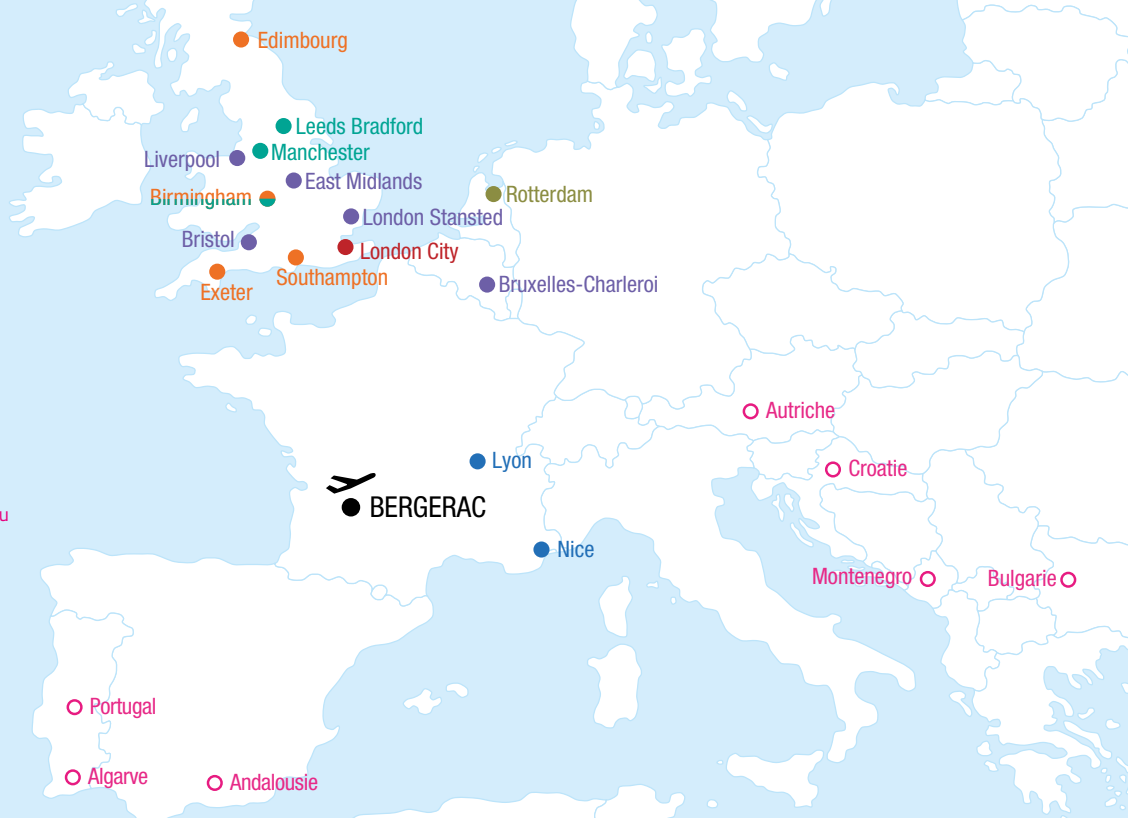 Edimbourg
Leeds Bradford
Manchester
Liverpool
East Midlands
Birmingham
Rotterdam
London Stansted
Bristol
London City
Southampton
Exeter
Bruxelles-Charleroi
Autriche
Lyon
Croatie
BERGERAC
u
Nice
Montenegro
Bulgarie
Portugal
Algarve
Andalousie